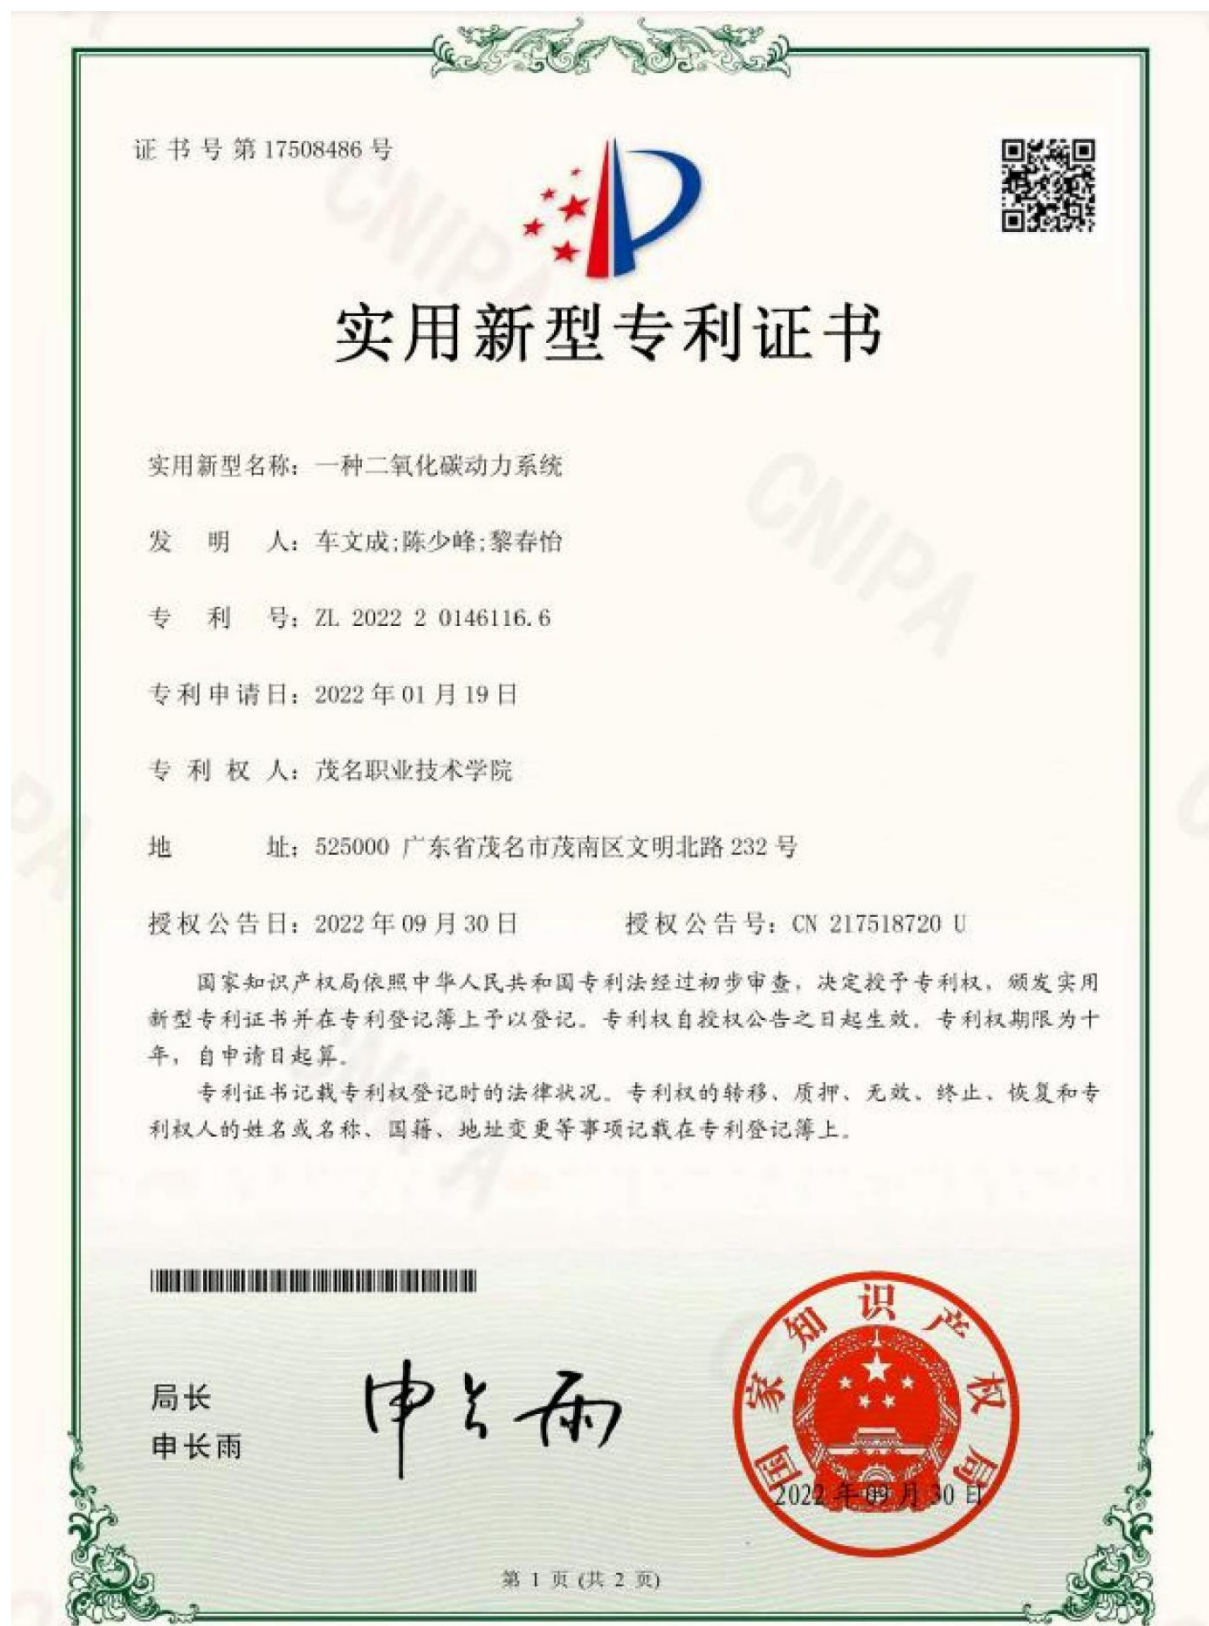 证书号第17508486号
实用新型专利证书
实用新型名称：一种二氧化碳动力系统
发明人：车文成;陈少峰;黎春怡
专利号：ZL 2022 2 0146116.6
专利申请日：2022年01月19日
专利权人：茂名职业技术学院
地址：525000 广东省茂名市茂南区文明北路232号
授权公告日：2022年09月30日 授权公告号：CN 217518720 U
国家知识产权局依照中华人民共和国专利法经过初步审查，决定授予专利权，颁发实用
新型专利证书并在专利登记簿上予以登记。专利权自授权公告之日起生效。专利权期限为十
年，自申请日起算。
专利证书记载专利权登记时的法律状况。专利权的转移、质押、无效、终止、恢复和专
利权人的姓名或名称、国籍、地址变更等事项记载在专利登记簿上。
局长
申长雨
申长雨
国家知识产权局
2022年09月30日
第 1 页 (共 2 页)
CNIPA
CNIPA
CNIPA